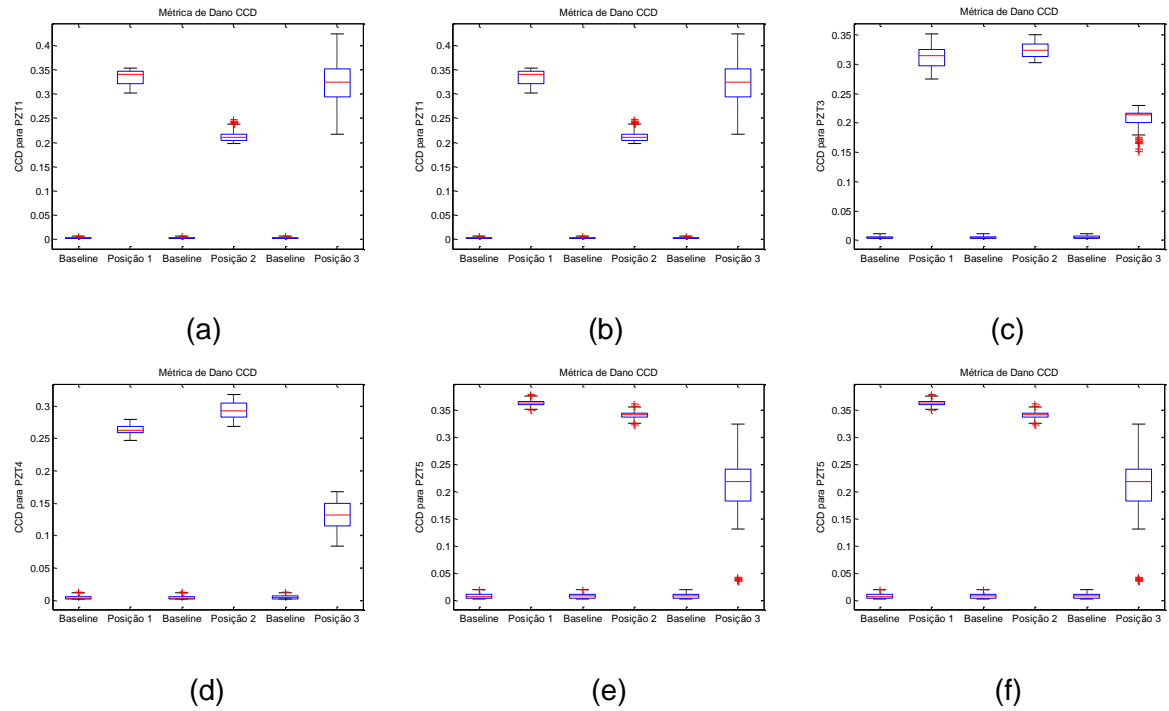 Métrica de Dano CCD
CCD para PZT1
0.4
0.35
0.3
0.25
0.2
0.15
0.1
0.05
0
Baseline Posição 1 Baseline Posição 2 Baseline Posição 3
(a)
Métrica de Dano CCD
CCD para PZT1
0.4
0.35
0.3
0.25
0.2
0.15
0.1
0.05
0
Baseline Posição 1 Baseline Posição 2 Baseline Posição 3
(b)
Métrica de Dano CCD
CCD para PZT3
0.35
0.3
0.25
0.2
0.15
0.1
0.05
0
Baseline Posição 1 Baseline Posição 2 Baseline Posição 3
(c)
Métrica de Dano CCD
CCD para PZT4
0.3
0.25
0.2
0.15
0.1
0.05
0
Baseline Posição 1 Baseline Posição 2 Baseline Posição 3
(d)
Métrica de Dano CCD
CCD para PZT5
0.35
0.3
0.25
0.2
0.15
0.1
0.05
0
Baseline Posição 1 Baseline Posição 2 Baseline Posição 3
(e)
Métrica de Dano CCD
CCD para PZT5
0.35
0.3
0.25
0.2
0.15
0.1
0.05
0
Baseline Posição 1 Baseline Posição 2 Baseline Posição 3
(f)